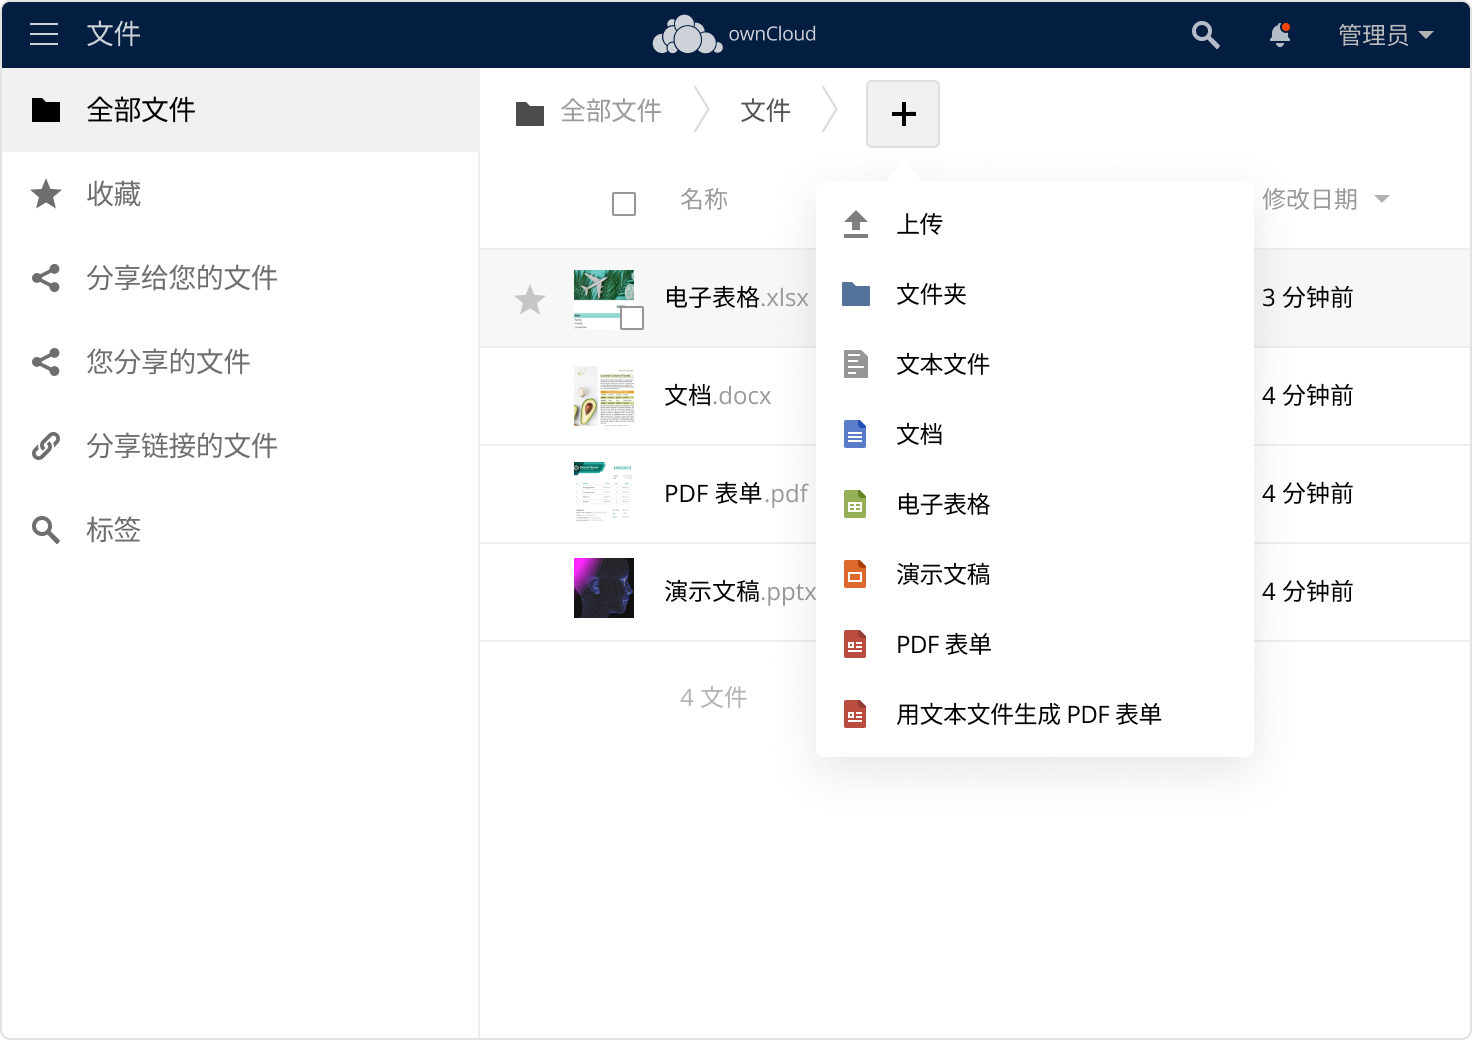 文件
ownCloud
管理员
全部文件
收藏
分享给您的文件
您分享的文件
分享链接的文件
标签
全部文件
文件
名称
修改日期
电子表格.xlsx
3 分钟前
文档.docx
4 分钟前
PDF 表单.pdf
4 分钟前
演示文稿.pptx
4 分钟前
4 文件
上传
文件夹
文本文件
文档
电子表格
演示文稿
PDF 表单
用文本文件生成 PDF 表单